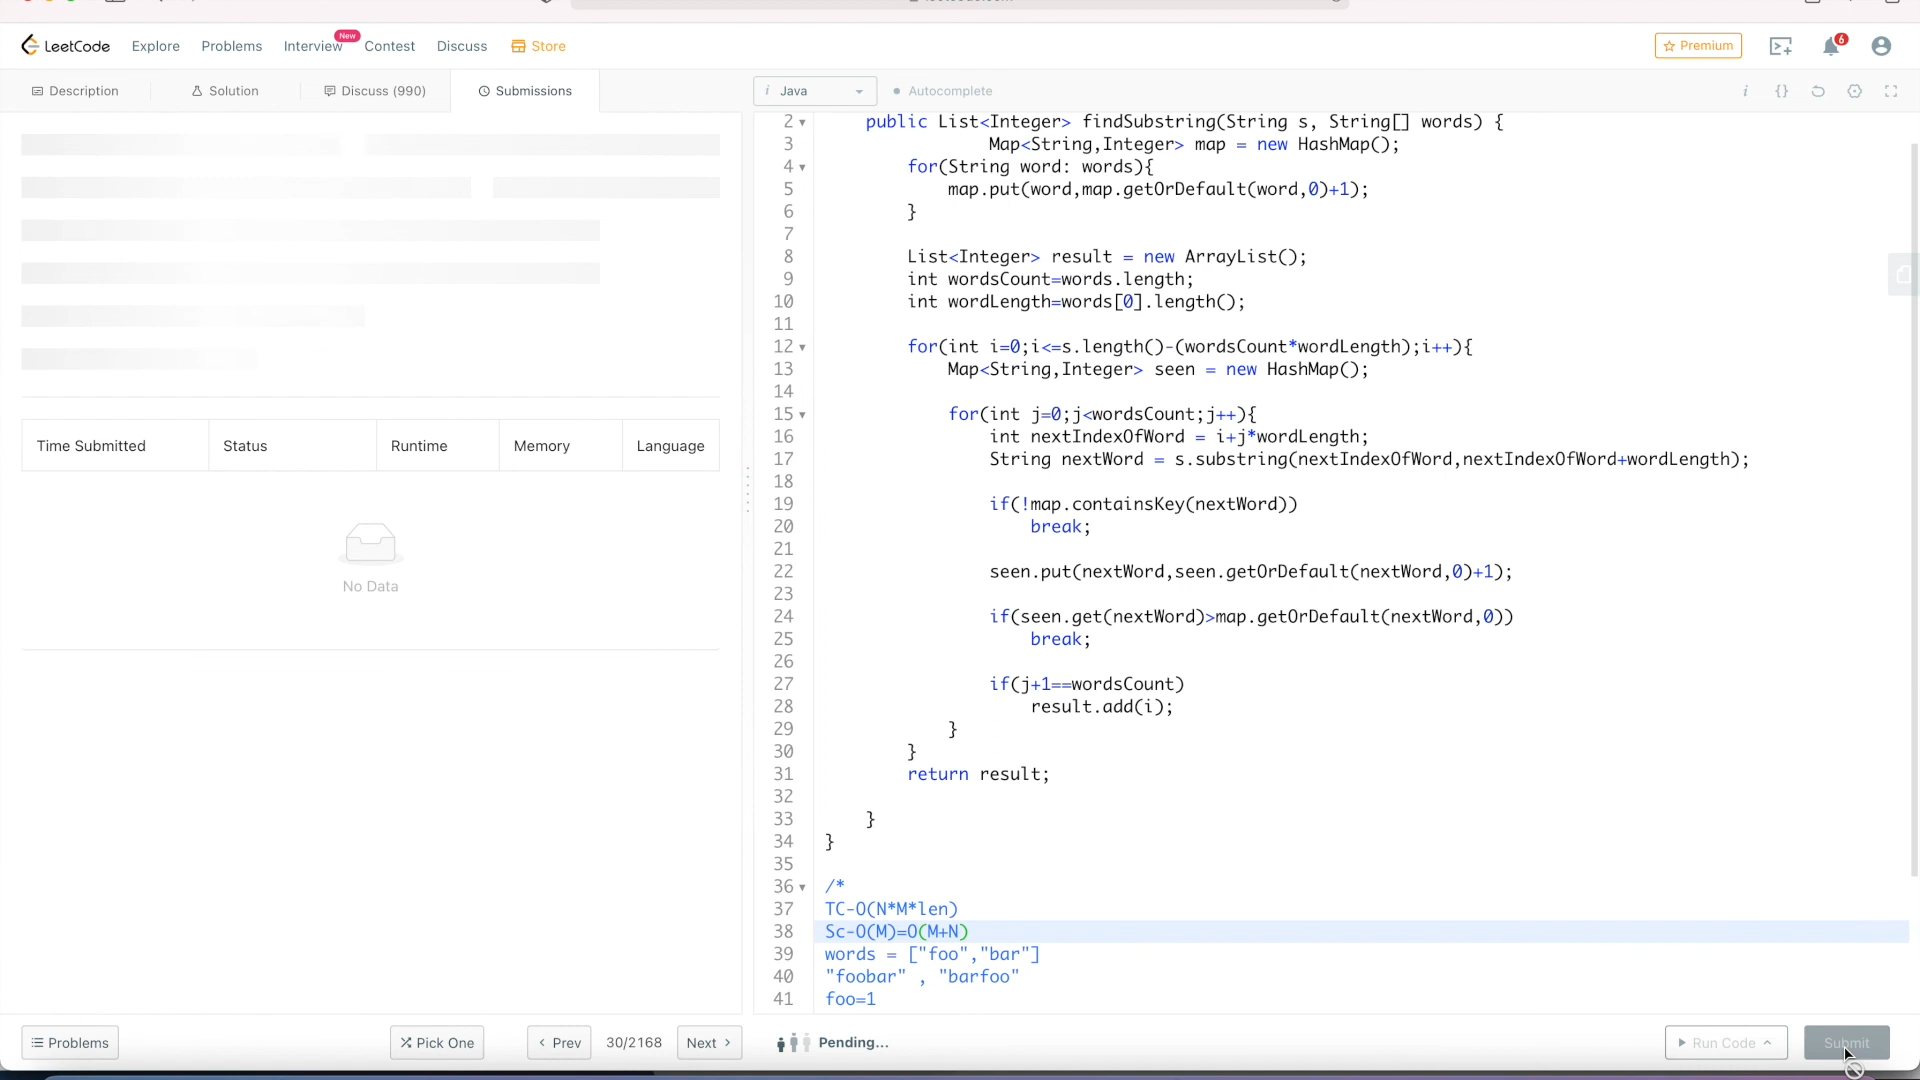 LeetCode Explore Problems Interview New Contest Discuss Store Premium 6
Description Solution Discuss (990) Submissions
i Java Autocomplete i {}
2 public List<Integer> findSubstring(String s, String[] words) {
3 Map<String,Integer> map = new HashMap();
4 for(String word: words){
5 map.put(word,map.getOrDefault(word,0)+1);
6 }
7
8 List<Integer> result = new ArrayList();
9 int wordsCount=words.length;
10 int wordLength=words[0].length();
11
12 for(int i=0;i<=s.length()-(wordsCount*wordLength);i++){
13 Map<String,Integer> seen = new HashMap();
14
15 for(int j=0;j<wordsCount;j++){
16 int nextIndexOfWord = i+j*wordLength;
17 String nextWord = s.substring(nextIndexOfWord,nextIndexOfWord+wordLength);
18
19 if(!map.containsKey(nextWord))
20 break;
21
22 seen.put(nextWord,seen.getOrDefault(nextWord,0)+1);
23
24 if(seen.get(nextWord)>map.getOrDefault(nextWord,0))
25 break;
26
27 if(j+1==wordsCount)
28 result.add(i);
29 }
30 }
31 return result;
32
33 }
34 }
35
36 /*
37 TC-O(N*M*len)
38 Sc-O(M)=O(M+N)
39 words = ["foo","bar"]
40 "foobar" , "barfoo"
41 foo=1
Time Submitted Status Runtime Memory Language
No Data
Problems Pick One Prev 30/2168 Next Pending... Run Code Submit